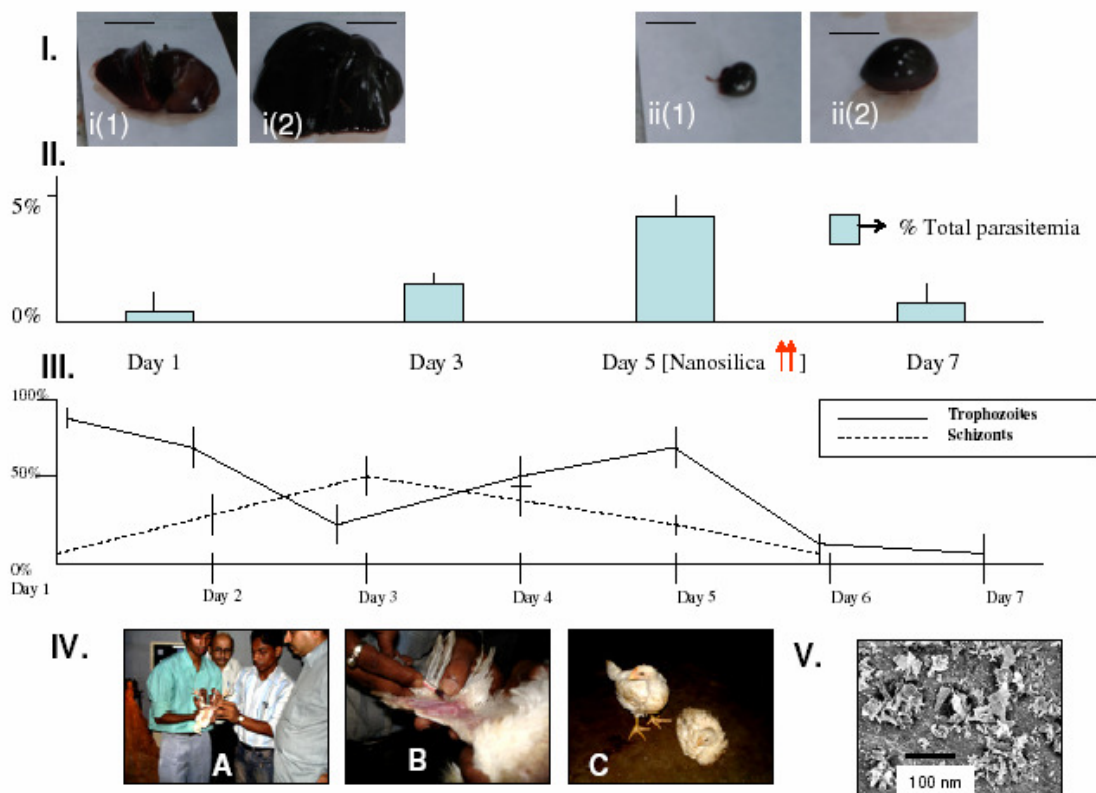 I.
i(1)
i(2)
ii(1)
ii(2)
II.
5%
0%
% Total parasitemia
Day 1
Day 3
Day 5 [Nanosilica ]
Day 7
III.
100%
50%
0%
Trophozoites
Schizonts
Day 1
Day 2
Day 3
Day 4
Day 5
Day 6
Day 7
IV.
A
B
C
V.
100 nm